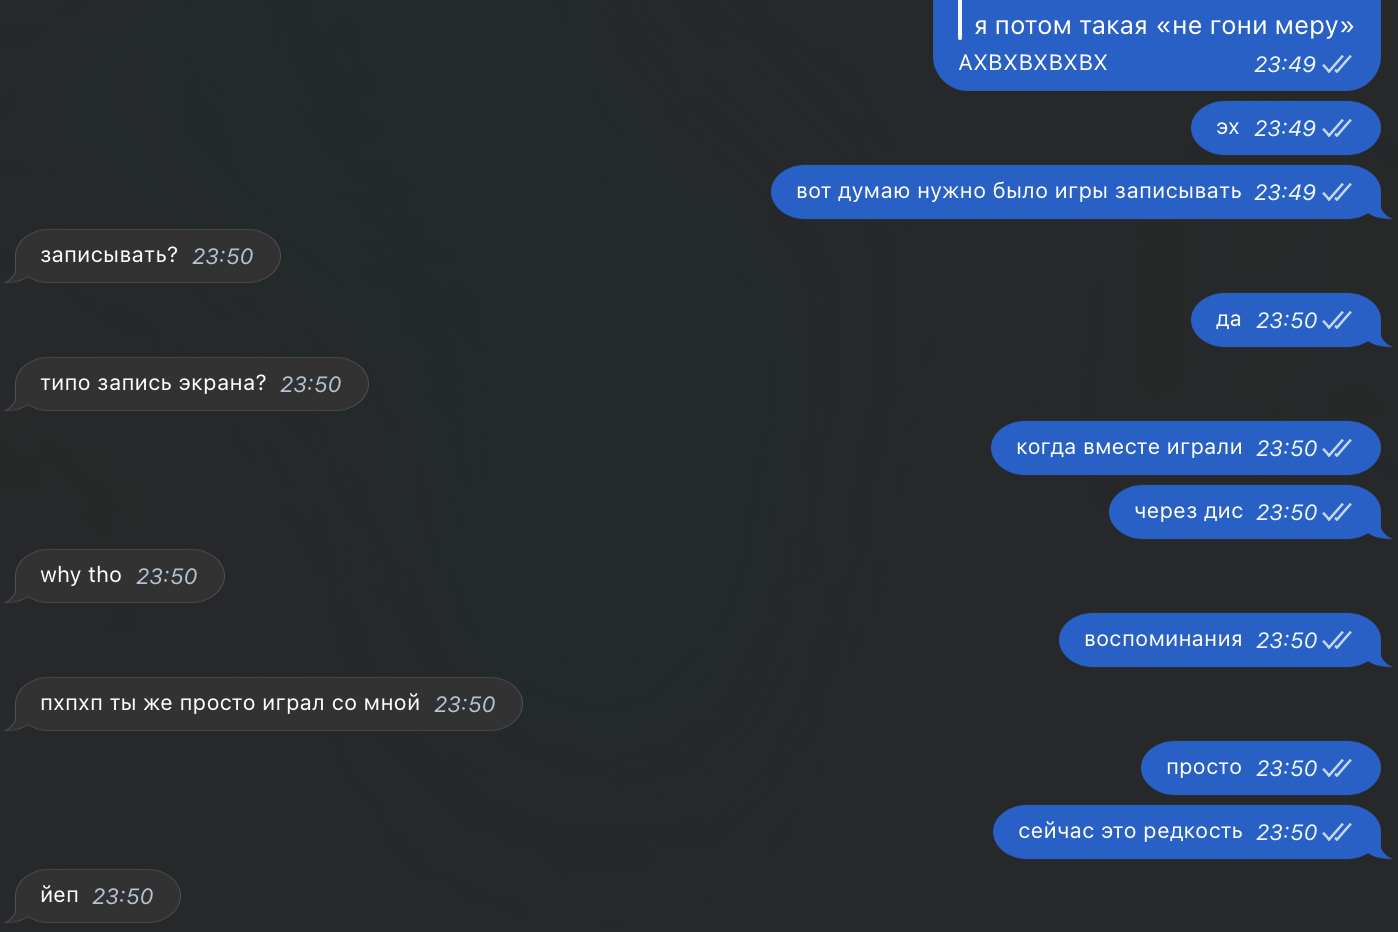 я потом такая «не гони меру»
АХВХВХВХВХ 23:49
эх 23:49
вот думаю нужно было игры записывать 23:49
записывать? 23:50
да 23:50
типо запись экрана? 23:50
когда вместе играли 23:50
через дис 23:50
why tho 23:50
воспоминания 23:50
пхпхп ты же просто играл со мной 23:50
просто 23:50
сейчас это редкость 23:50
йеп 23:50